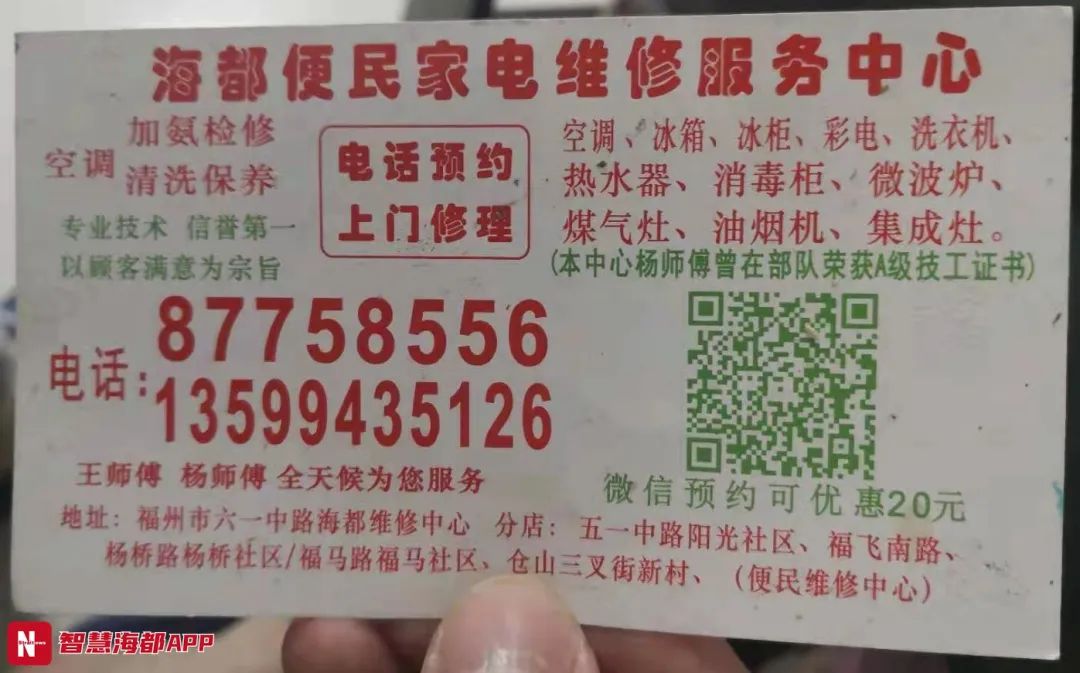 海都便民家电维修服务中心
空调
加氨检修
清洗保养
专业技术 信誉第一
以顾客满意为宗旨
电话预约
上门修理
空调、冰箱、冰柜、彩电、洗衣机、
热水器、消毒柜、微波炉、
煤气灶、油烟机、集成灶。
(本中心杨师傅曾在部队荣获A级技工证书)
电话:
87758556
13599435126
王师傅 杨师傅 全天候为您服务
微信预约可优惠20元
地址:福州市六一中路海都维修中心 分店:五一中路阳光社区、福飞南路、
杨桥路杨桥社区/福马路福马社区、仓山三叉街新村、(便民维修中心)
N
智慧海都APP